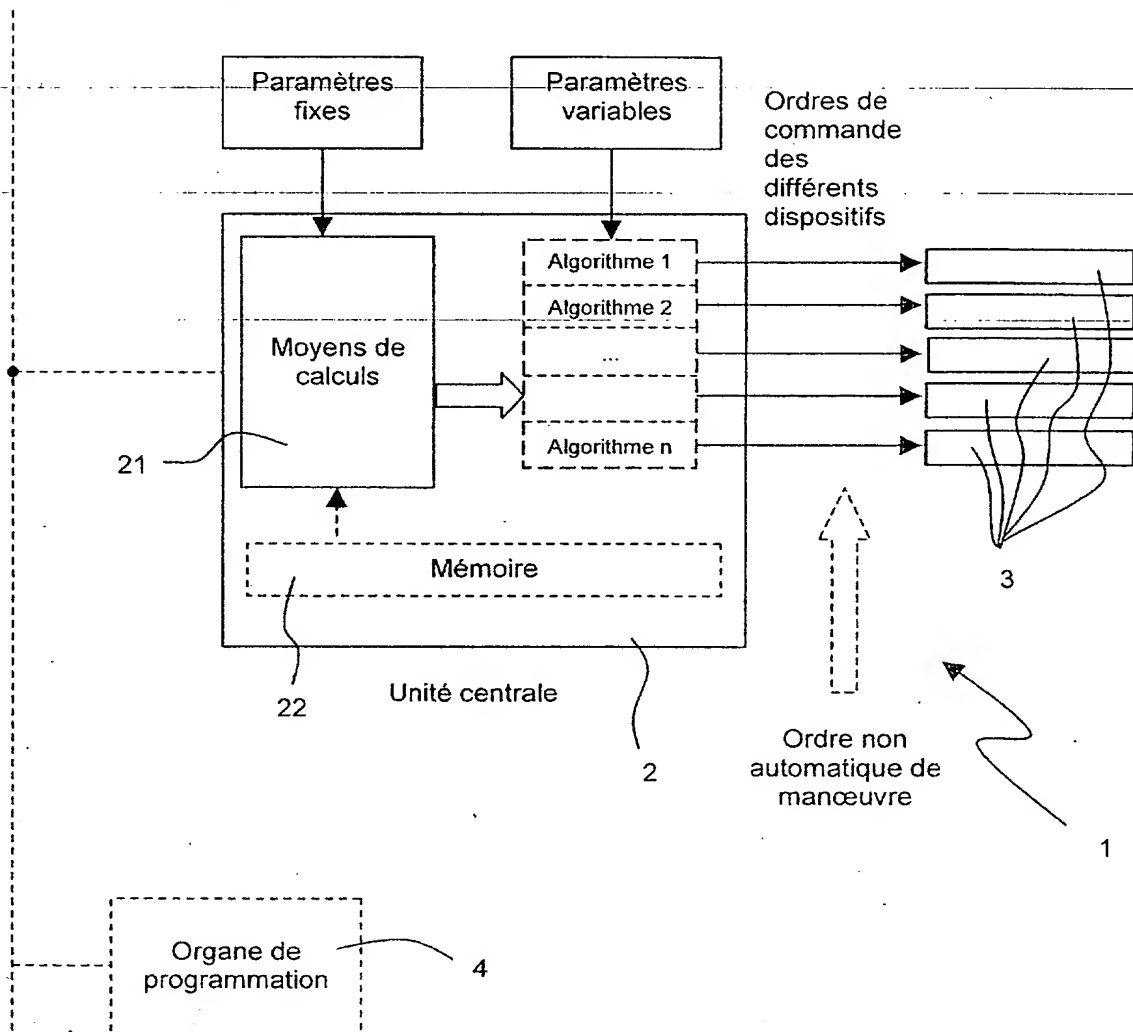 Paramètres
fixes
Paramètres
variables
Ordres de
commande
des
différents
dispositifs
Algorithme 1
Algorithme 2
...
Algorithme n
Moyens de
calculs
21
Mémoire
22
Unité centrale
2
3
Ordre non
automatique de
manœuvre
1
Organe de
programmation
4